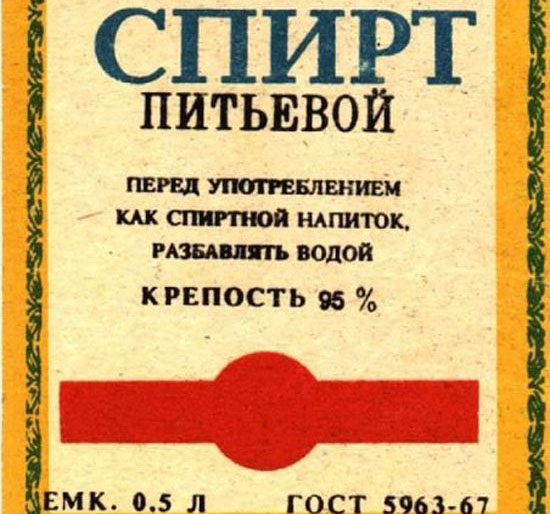 СПИРТ
ПИТЬЕВОЙ
ПЕРЕД УПОТРЕБЛЕНИЕМ
КАК СПИРТНОЙ НАПИТОК,
РАЗБАВЛЯТЬ ВОДОЙ
КРЕПОСТЬ 95 %
ЕМК. 0.5 Л ГОСТ 5963-67